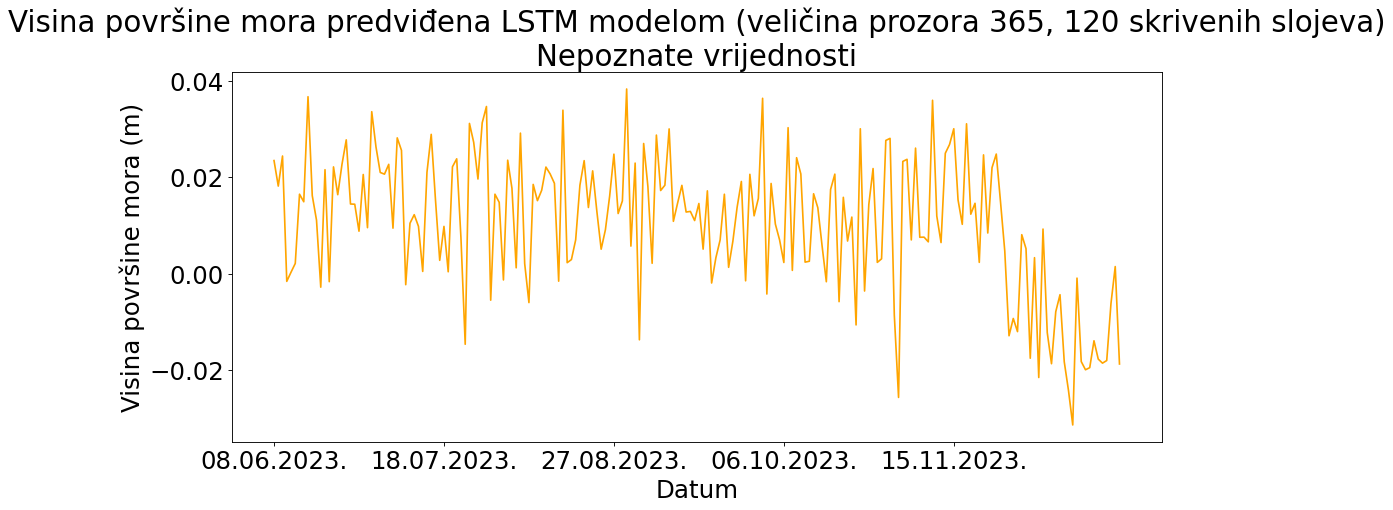 Visina površine mora predviđena LSTM modelom (veličina prozora 365, 120 skrivenih slojeva)
Nepoznate vrijednosti
Visina površine mora (m)
0.04
0.02
0.00
−0.02
08.06.2023. 18.07.2023. 27.08.2023. 06.10.2023. 15.11.2023.
Datum